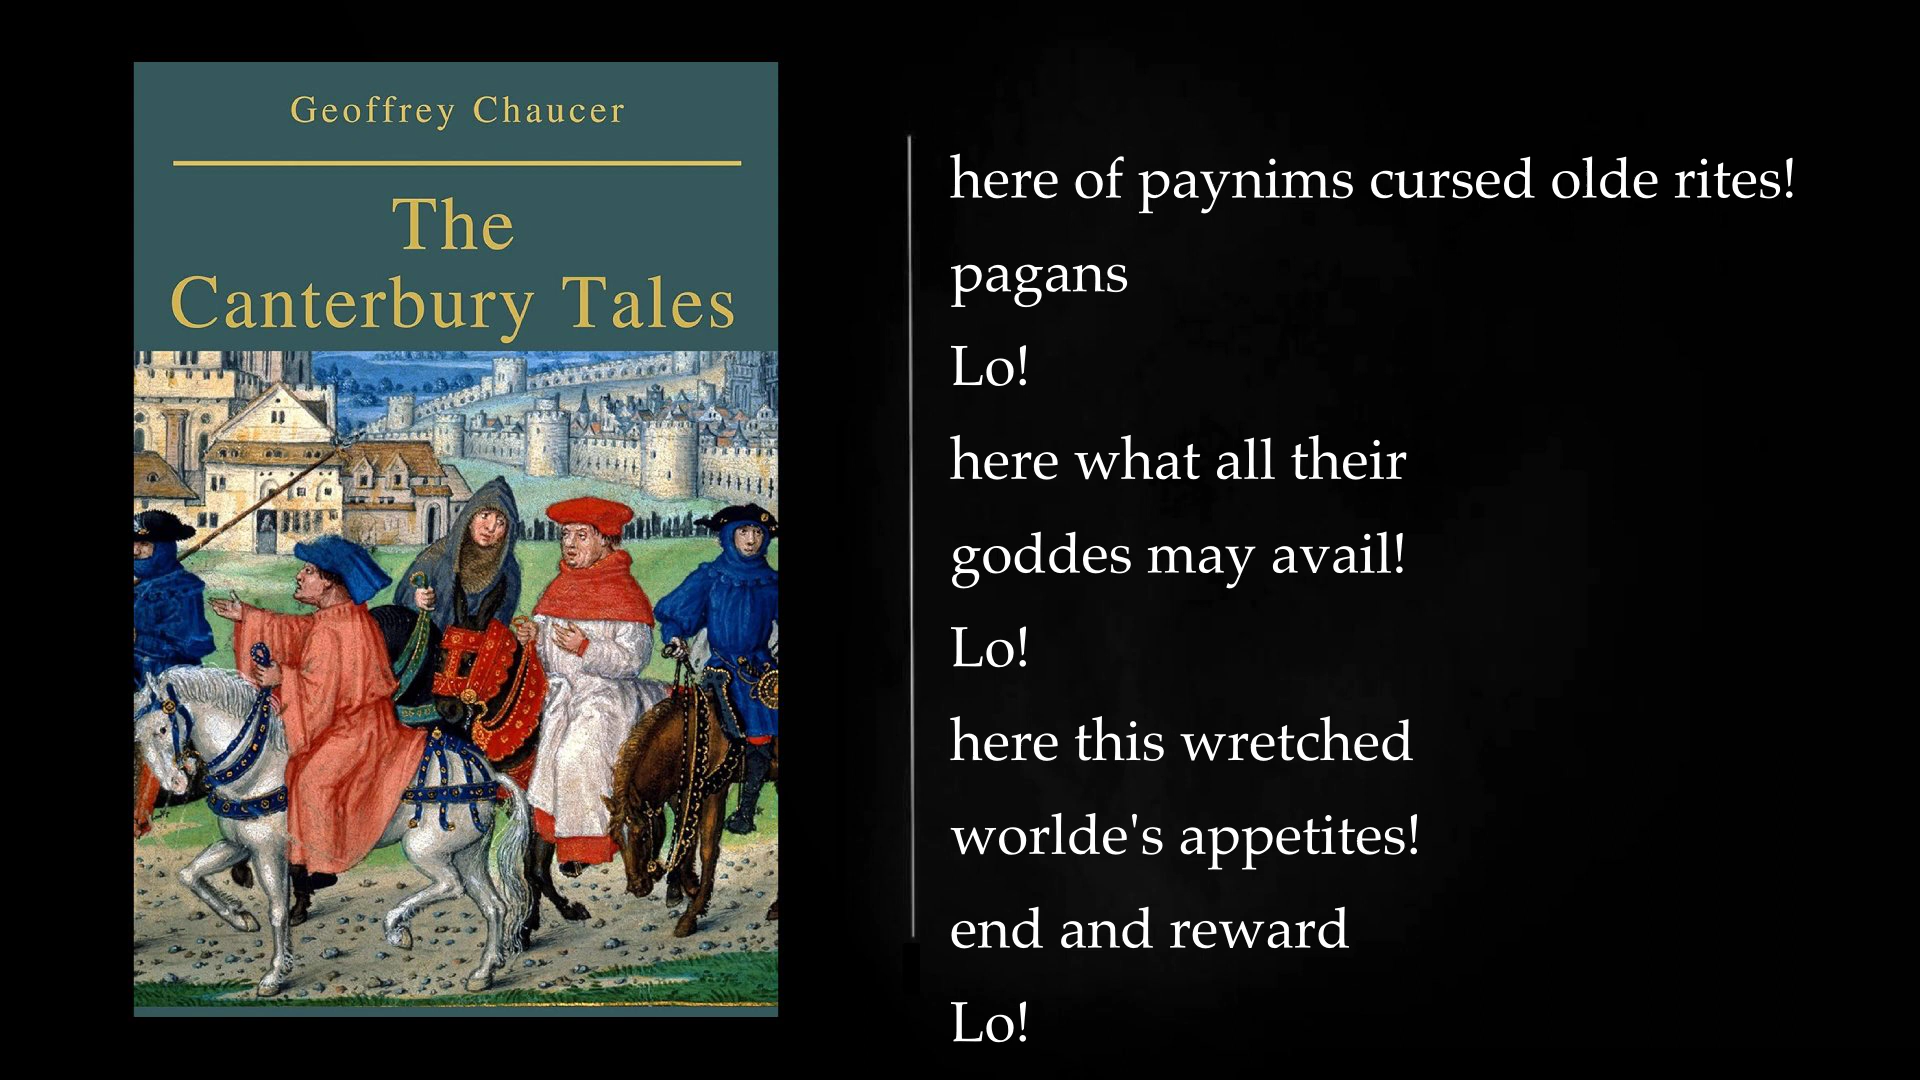 Geoffrey Chaucer
The
Canterbury Tales
here of paynims cursed olde rites!
pagans
Lo!
here what all their
goddes may avail!
Lo!
here this wretched
worlde's appetites!
end and reward
Lo!